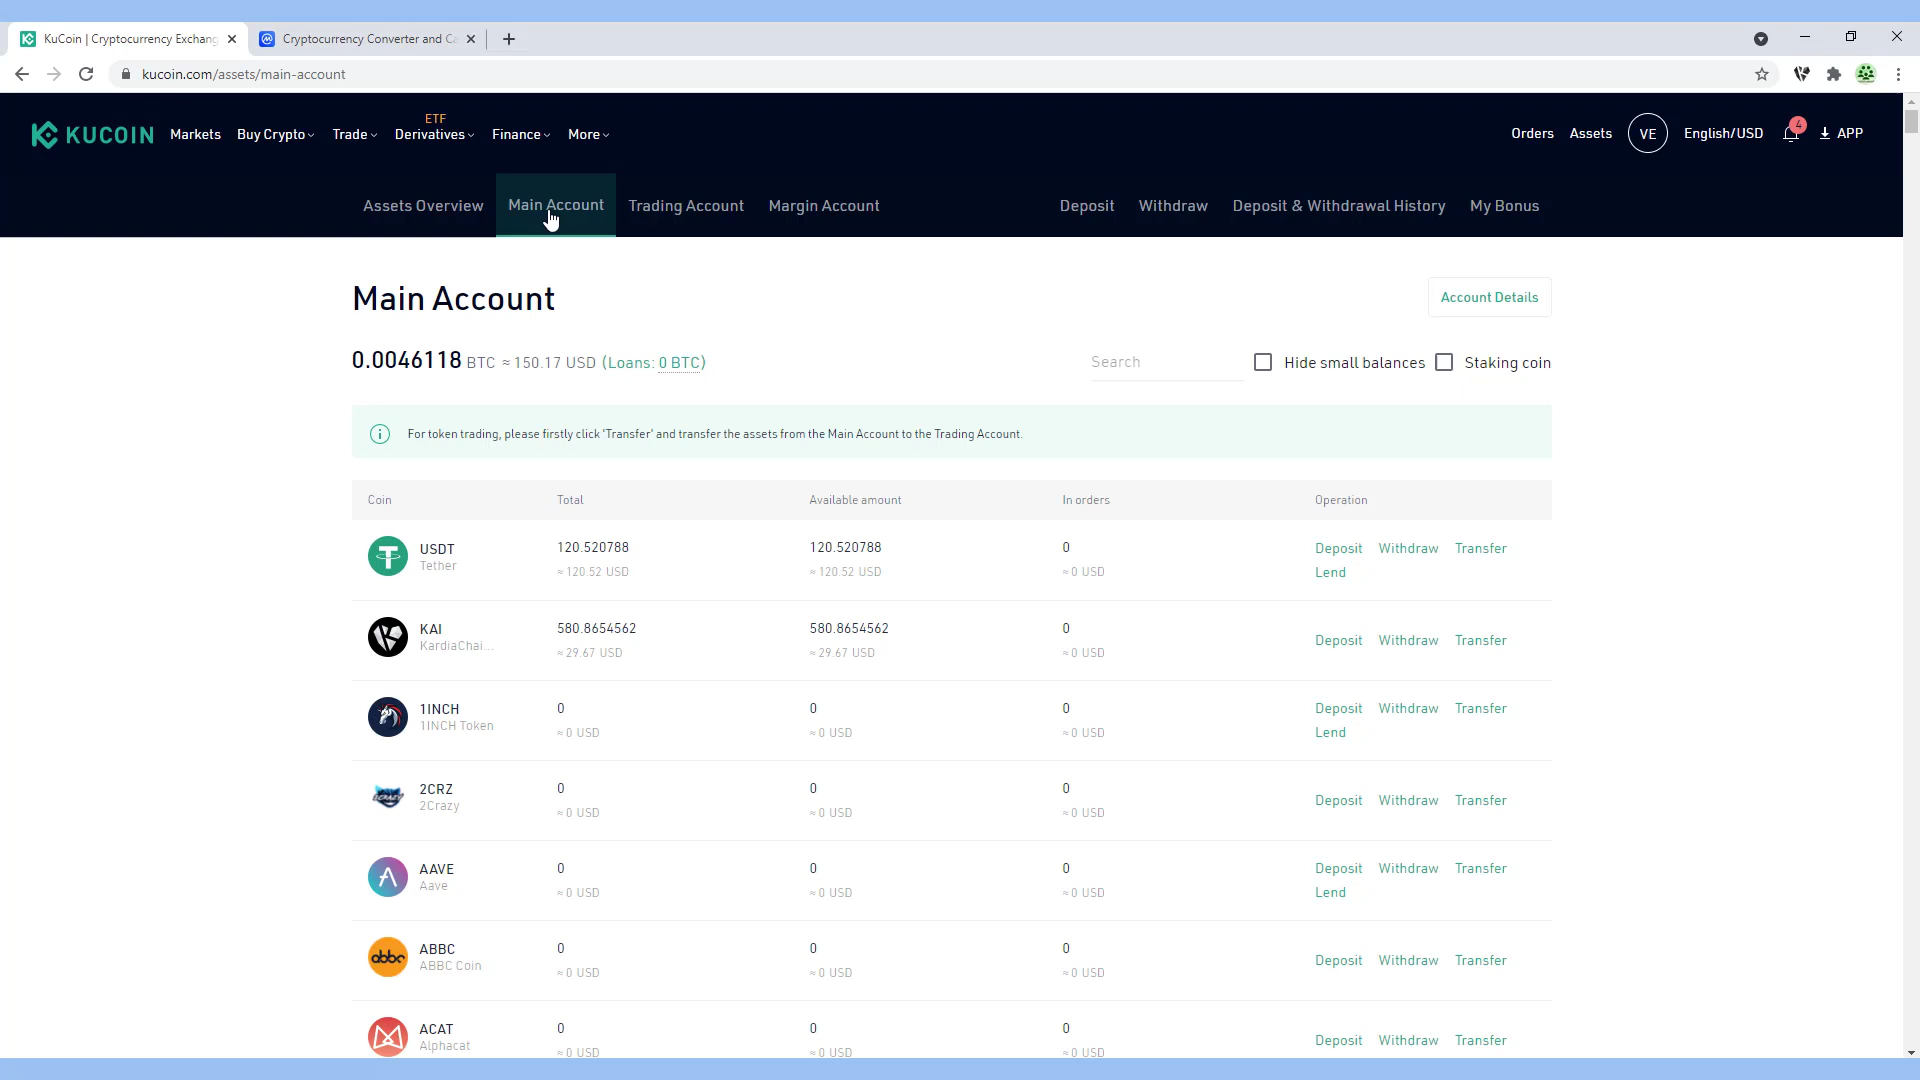 KuCoin | Cryptocurrency Exchang
Cryptocurrency Converter and Ca
kucoin.com/assets/main-account
KUCOIN Markets Buy Crypto Trade ETF Derivatives Finance More Orders Assets VE English/USD 4 APP
Assets Overview Main Account Trading Account Margin Account Deposit Withdraw Deposit & Withdrawal History My Bonus
Main Account Account Details
0.0046118 BTC ≈ 150.17 USD (Loans: 0 BTC) Search Hide small balances Staking coin
For token trading, please firstly click 'Transfer' and transfer the assets from the Main Account to the Trading Account.
Coin Total Available amount In orders Operation
USDT 120.520788 120.520788 0 Deposit Withdraw Transfer
Tether ≈ 120.52 USD ≈ 120.52 USD ≈ 0 USD Lend
KAI 580.8654562 580.8654562 0 Deposit Withdraw Transfer
KardiaChai... ≈ 29.67 USD ≈ 29.67 USD ≈ 0 USD
1INCH 0 0 0 Deposit Withdraw Transfer
1INCH Token ≈ 0 USD ≈ 0 USD ≈ 0 USD Lend
2CRZ 0 0 0 Deposit Withdraw Transfer
2Crazy ≈ 0 USD ≈ 0 USD ≈ 0 USD
AAVE 0 0 0 Deposit Withdraw Transfer
Aave ≈ 0 USD ≈ 0 USD ≈ 0 USD Lend
abbc ABBC 0 0 0 Deposit Withdraw Transfer
ABBC Coin ≈ 0 USD ≈ 0 USD ≈ 0 USD
ACAT 0 0 0 Deposit Withdraw Transfer
Alphacat ≈ 0 USD ≈ 0 USD ≈ 0 USD